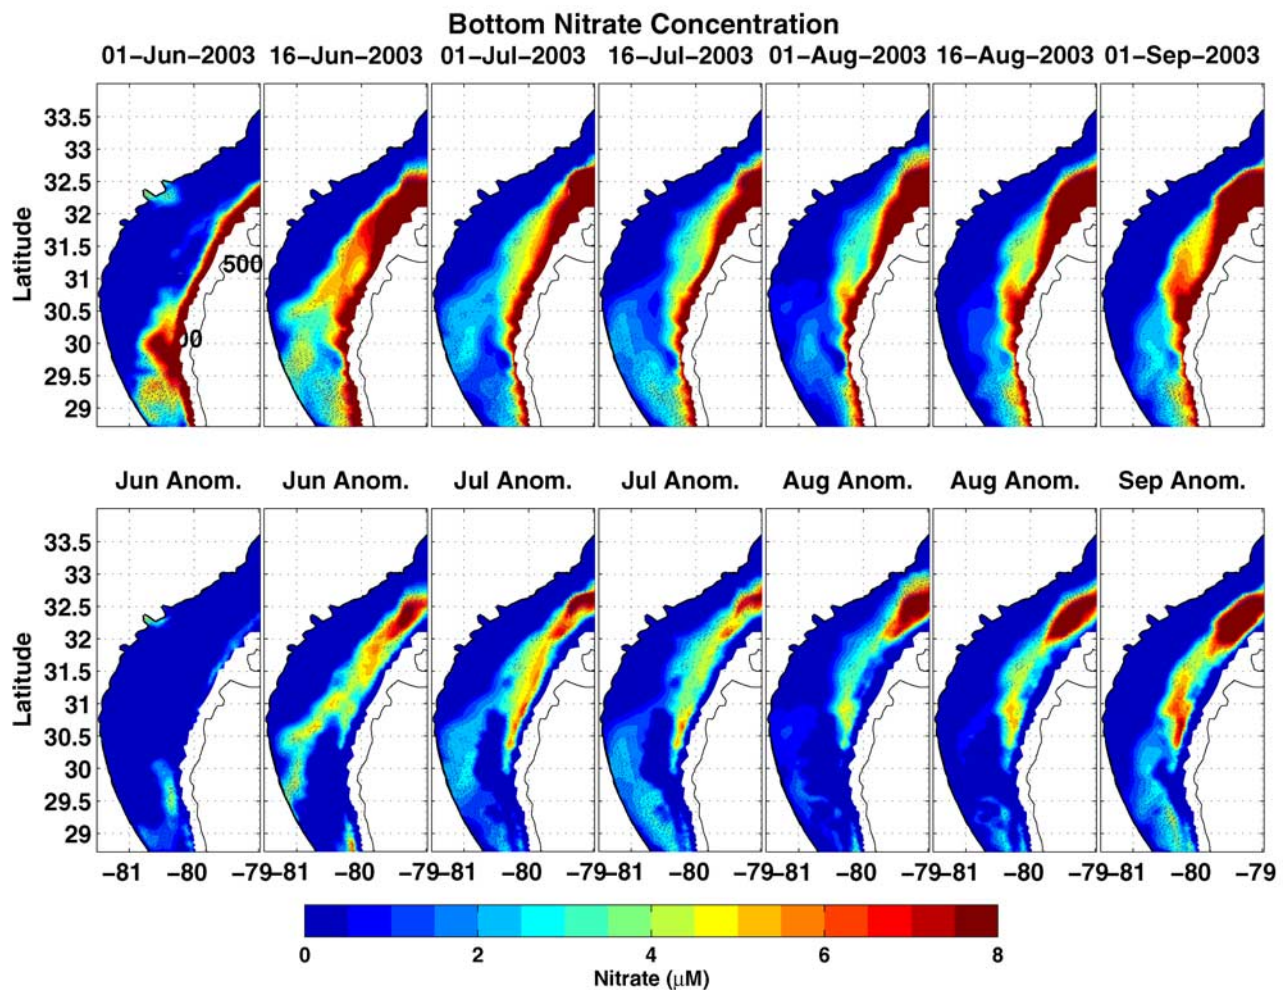 Bottom Nitrate Concentration
01-Jun-2003 16-Jun-2003 01-Jul-2003 16-Jul-2003 01-Aug-2003 16-Aug-2003 01-Sep-2003
33.5
33
32.5
32
31.5
31
30.5
30
29.5
29
Latitude
500
00
Jun Anom. Jun Anom. Jul Anom. Jul Anom. Aug Anom. Aug Anom. Sep Anom.
33.5
33
32.5
32
31.5
31
30.5
30
29.5
29
Latitude
-81 -80 -79-81 -80 -79-81 -80 -79-81 -80 -79-81 -80 -79-81 -80 -79-81 -80 -79
0 2 4 6 8
Nitrate (μM)